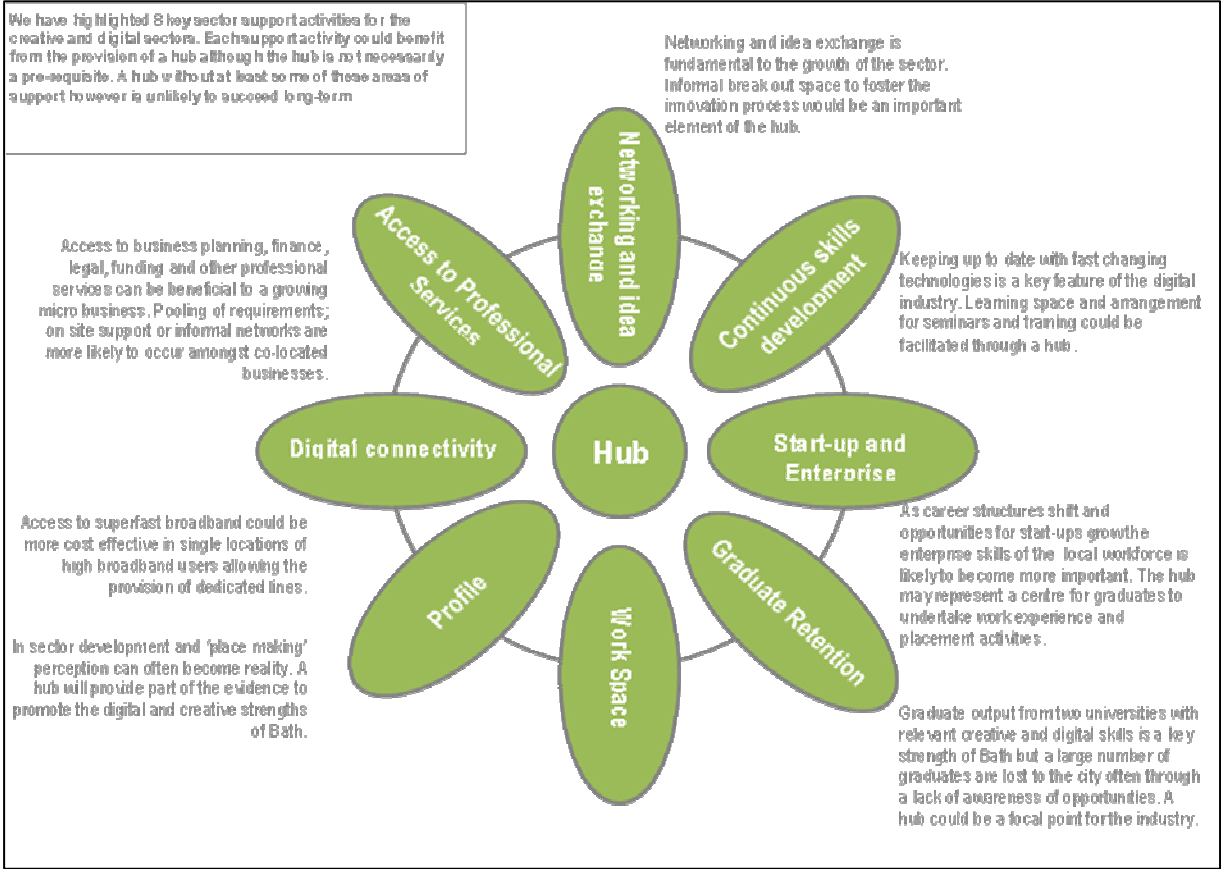 We have highlighted 8 key sector support activities for the
creative and digital sectors. Each support activity could benefit
from the provision of a hub although the hub is not necessarily
a pre-requisite. A hub without at least some of these areas of
support however is unlikely to succeed long-term
Networking and idea exchange is
fundamental to the growth of the sector.
Informal break out space to foster the
innovation process would be an important
element of the hub.
Networking and idea
exchange
Continuous skills
development
Keeping up to date with fast changing
technologies is a key feature of the digital
industry. Learning space and arrangement
for seminars and training could be
facilitated through a hub.
Start-up and
Enterprise
As career structures shift and
opportunities for start-ups grow the
enterprise skills of the local workforce is
likely to become more important. The hub
may represent a centre for graduates to
undertake work experience and
placement activities.
Graduate Retention
Graduate output from two universities with
relevant creative and digital skills is a key
strength of Bath but a large number of
graduates are lost to the city often through
a lack of awareness of opportunities. A
hub could be a focal point for the industry.
Work Space
Profile
In sector development and 'place making'
perception can often become reality. A
hub will provide part of the evidence to
promote the digital and creative strengths
of Bath.
Digital connectivity
Access to superfast broadband could be
more cost effective in single locations of
high broadband users allowing the
provision of dedicated lines.
Access to Professional
Services
Access to business planning, finance,
legal, funding and other professional
services can be beneficial to a growing
micro business. Pooling of requirements;
on site support or informal networks are
more likely to occur amongst co-located
businesses.
Hub